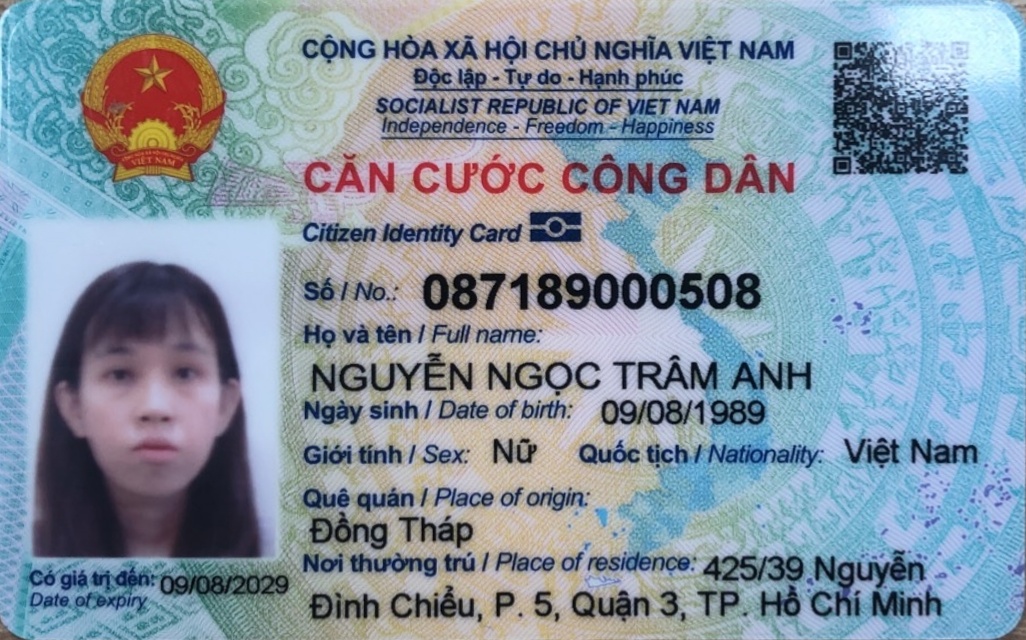 CỘNG HÒA XÃ HỘI CHỦ NGHĨA VIỆT NAM
Độc lập - Tự do - Hạnh phúc
SOCIALIST REPUBLIC OF VIET NAM
Independence - Freedom - Happiness
CĂN CƯỚC CÔNG DÂN
Citizen Identity Card
VIỆT NAM
Số / No.: 087189000508
Họ và tên / Full name:
NGUYỄN NGỌC TRÂM ANH
Ngày sinh / Date of birth: 09/08/1989
Giới tính / Sex: Nữ Quốc tịch / Nationality: Việt Nam
Quê quán / Place of origin:
Đồng Tháp
Nơi thường trú / Place of residence: 425/39 Nguyễn
Đình Chiểu, P. 5, Quận 3, TP. Hồ Chí Minh
Có giá trị đến: 09/08/2029
Date of expiry